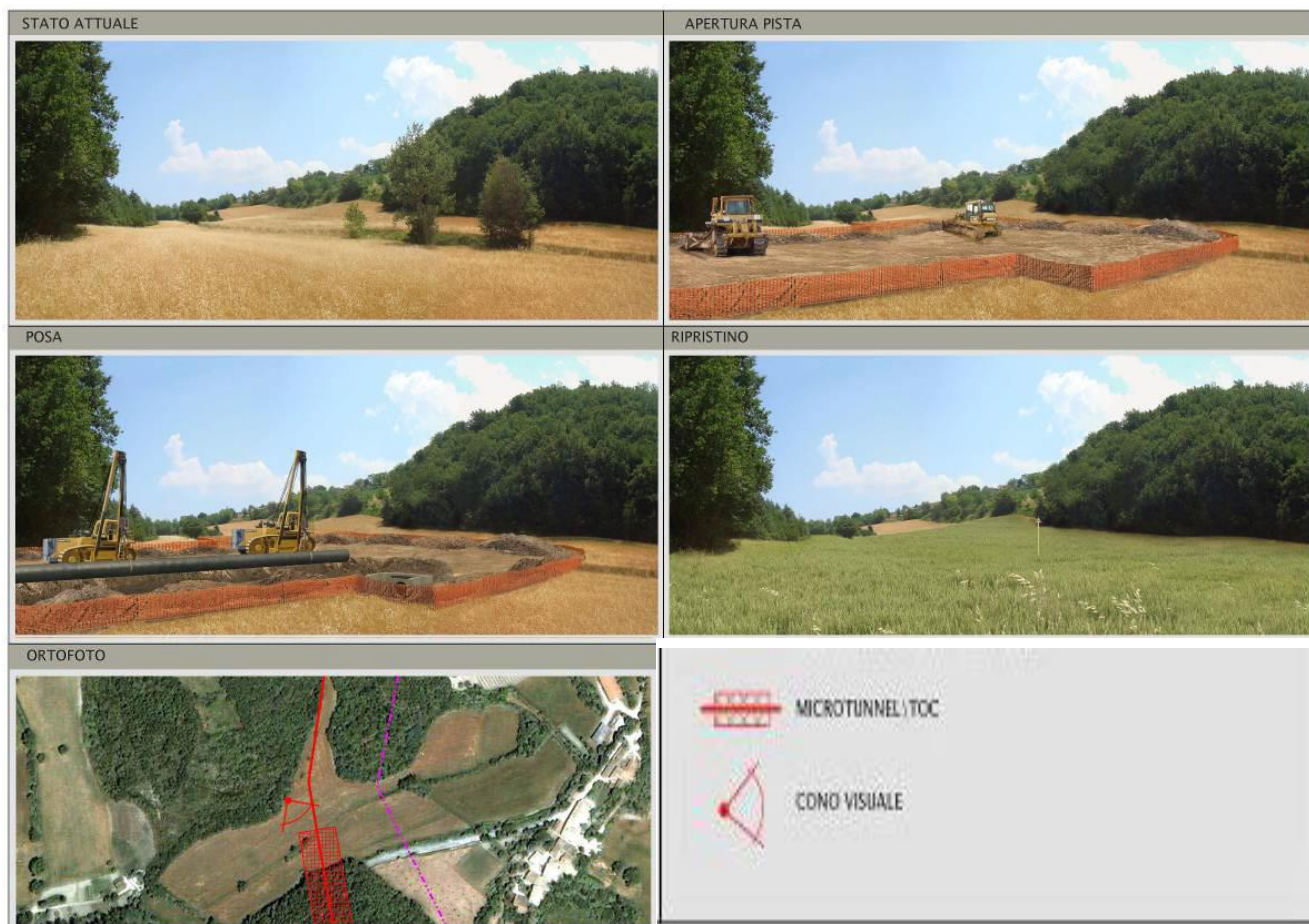 STATO ATTUALE
APERTURA PISTA
POSA
RIPRISTINO
ORTOFOTO
MICROTUNNEL\TOC
CONO VISUALE